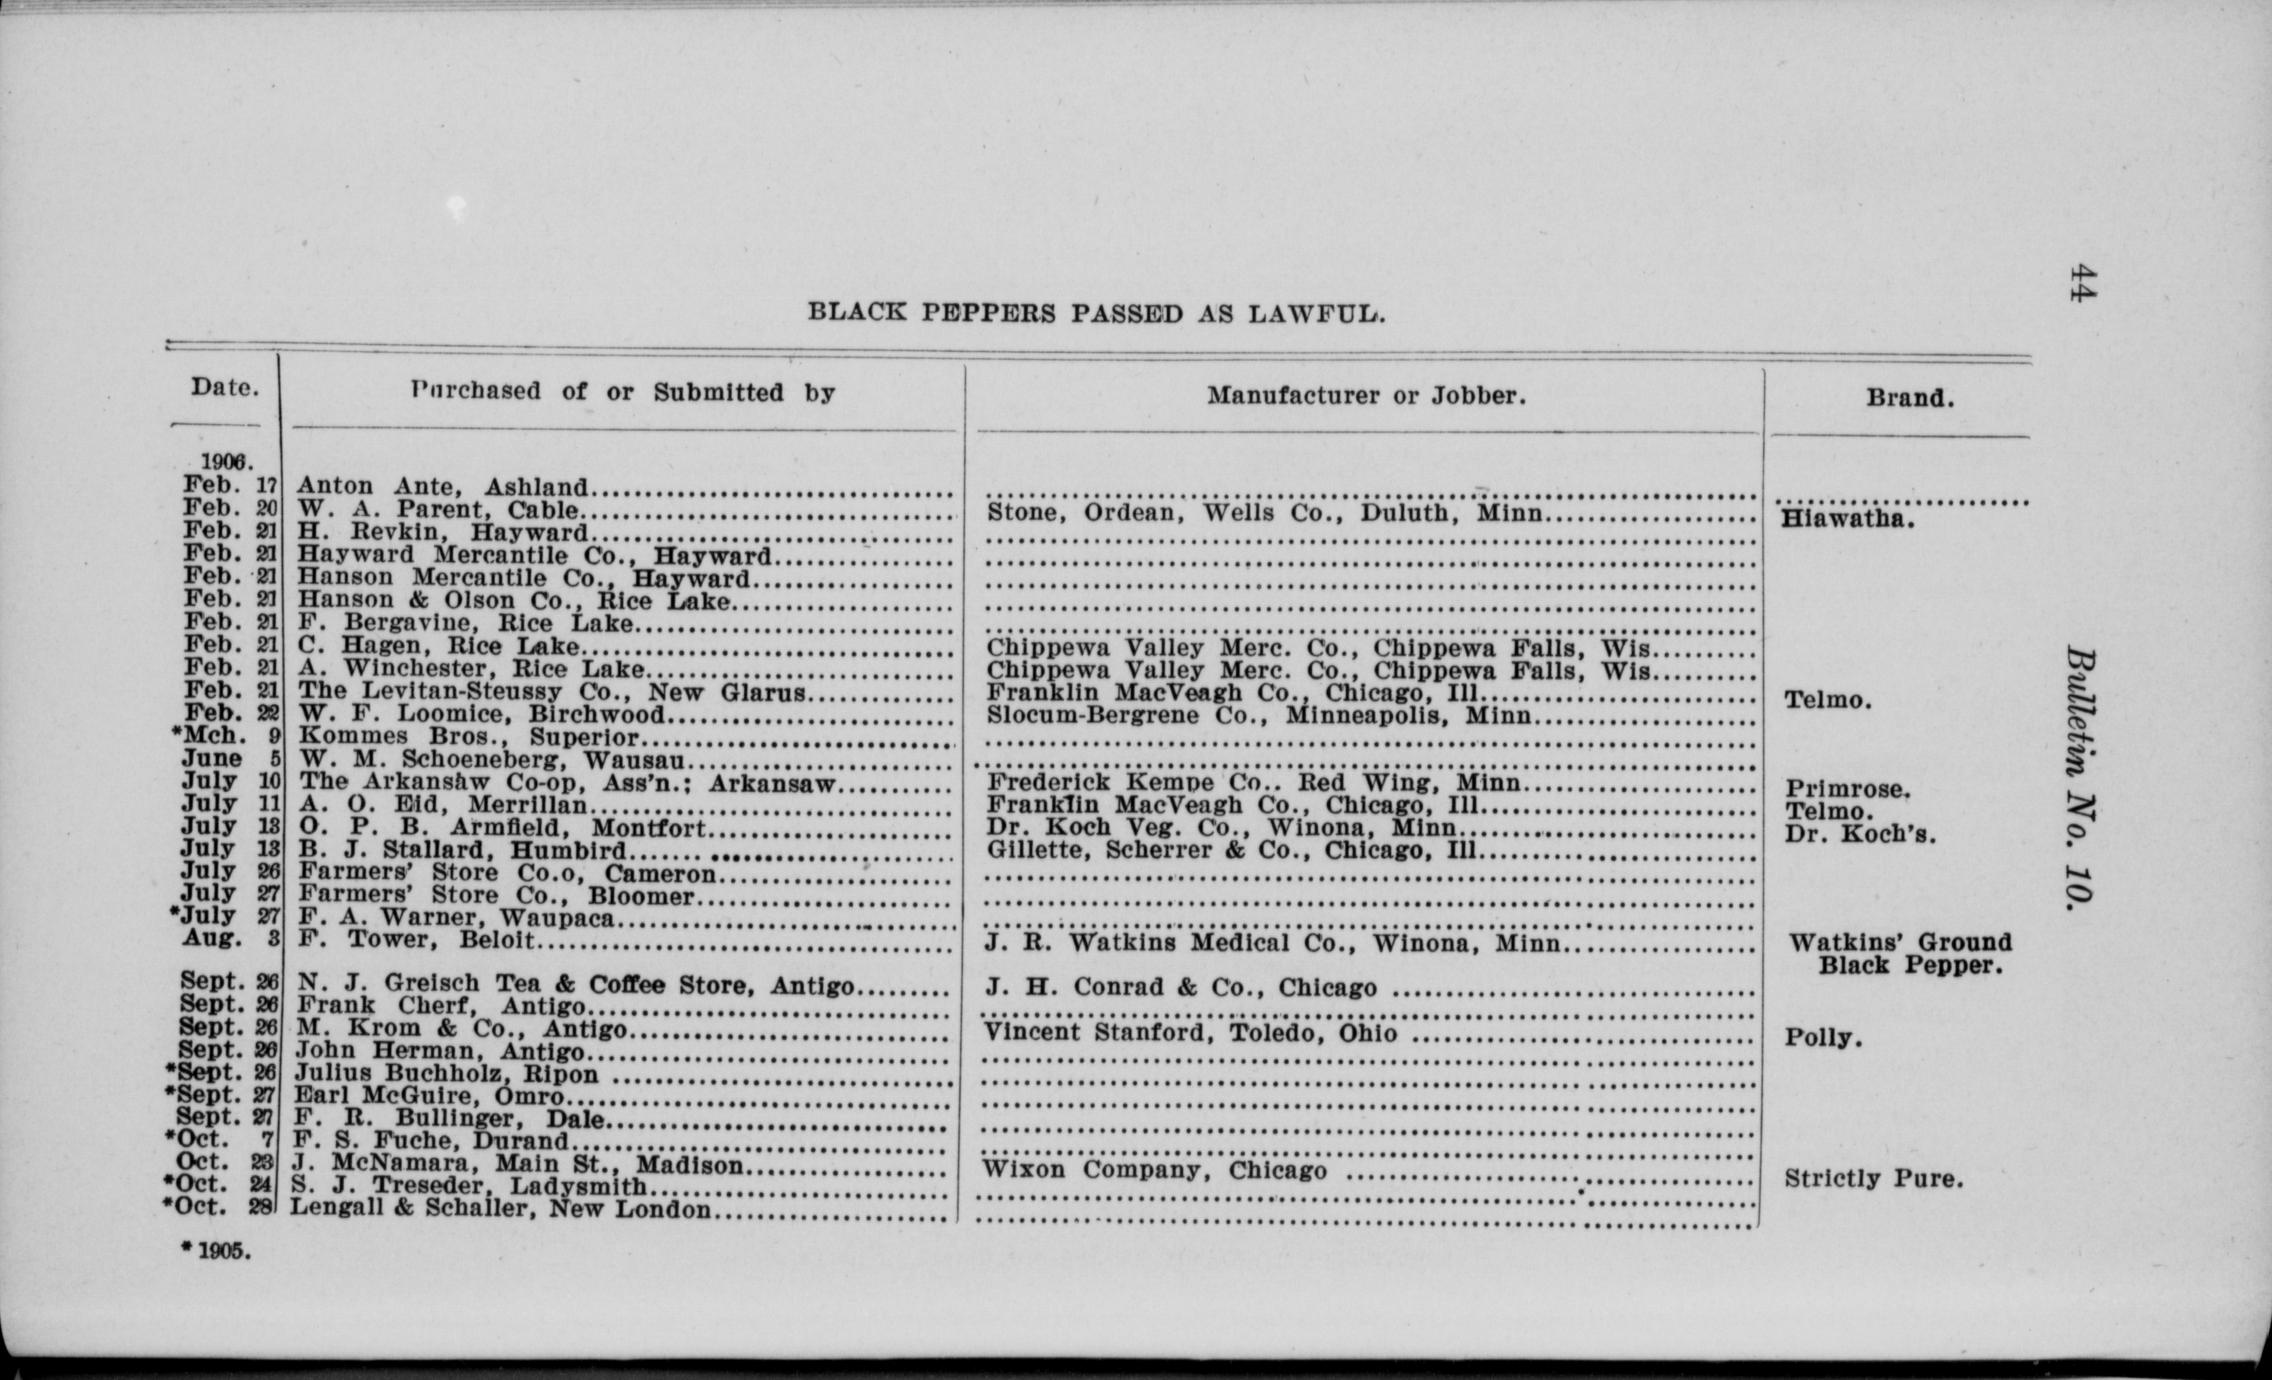 44
Bulletin No. 10.
BLACK PEPPERS PASSED AS LAWFUL.
Date. Purchased of or Submitted by Manufacturer or Jobber. Brand.
1906.
Feb. 17 Anton Ante, Ashland
Feb. 20 W. A. Parent, Cable Stone, Ordean, Wells Co., Duluth, Minn. Hiawatha.
Feb. 21 H. Revkin, Hayward
Feb. 21 Hayward Mercantile Co., Hayward
Feb. 21 Hanson Mercantile Co., Hayward
Feb. 21 Hanson & Olson Co., Rice Lake
Feb. 21 F. Bergavine, Rice Lake
Feb. 21 C. Hagen, Rice Lake Chippewa Valley Merc. Co., Chippewa Falls, Wis.
Feb. 21 A. Winchester, Rice Lake Chippewa Valley Merc. Co., Chippewa Falls, Wis.
Feb. 21 The Levitan-Steussy Co., New Glarus Franklin MacVeagh Co., Chicago, Ill. Telmo.
Feb. 22 W. F. Loomice, Birchwood Slocum-Bergrene Co., Minneapolis, Minn.
*Mch. 9 Kommes Bros., Superior
June 5 W. M. Schoeneberg, Wausau
July 10 The Arkansaw Co-op, Ass'n.; Arkansaw Frederick Kempe Co.. Red Wing, Minn. Primrose.
July 11 A. O. Eid, Merrillan Franklin MacVeagh Co., Chicago, Ill. Telmo.
July 13 O. P. B. Armfield, Montfort Dr. Koch Veg. Co., Winona, Minn. Dr. Koch's.
July 13 B. J. Stallard, Humbird Gillette, Scherrer & Co., Chicago, Ill.
July 26 Farmers' Store Co.o, Cameron
July 27 Farmers' Store Co., Bloomer
*July 27 F. A. Warner, Waupaca
Aug. 3 F. Tower, Beloit J. R. Watkins Medical Co., Winona, Minn. Watkins' Ground
Black Pepper.
Sept. 26 N. J. Greisch Tea & Coffee Store, Antigo J. H. Conrad & Co., Chicago
Sept. 26 Frank Cherf, Antigo
Sept. 26 M. Krom & Co., Antigo Vincent Stanford, Toledo, Ohio Polly.
Sept. 26 John Herman, Antigo
*Sept. 26 Julius Buchholz, Ripon
*Sept. 27 Earl McGuire, Omro
Sept. 27 F. R. Bullinger, Dale
*Oct. 7 F. S. Fuche, Durand
Oct. 23 J. McNamara, Main St., Madison Wixon Company, Chicago Strictly Pure.
*Oct. 24 S. J. Treseder, Ladysmith
*Oct. 28 Lengall & Schaller, New London
* 1905.